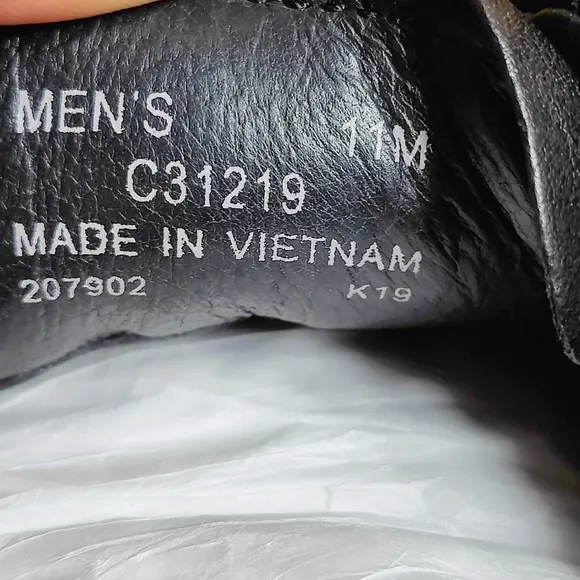 MEN'S 11M
C31219
MADE IN VIETNAM
207902 K19